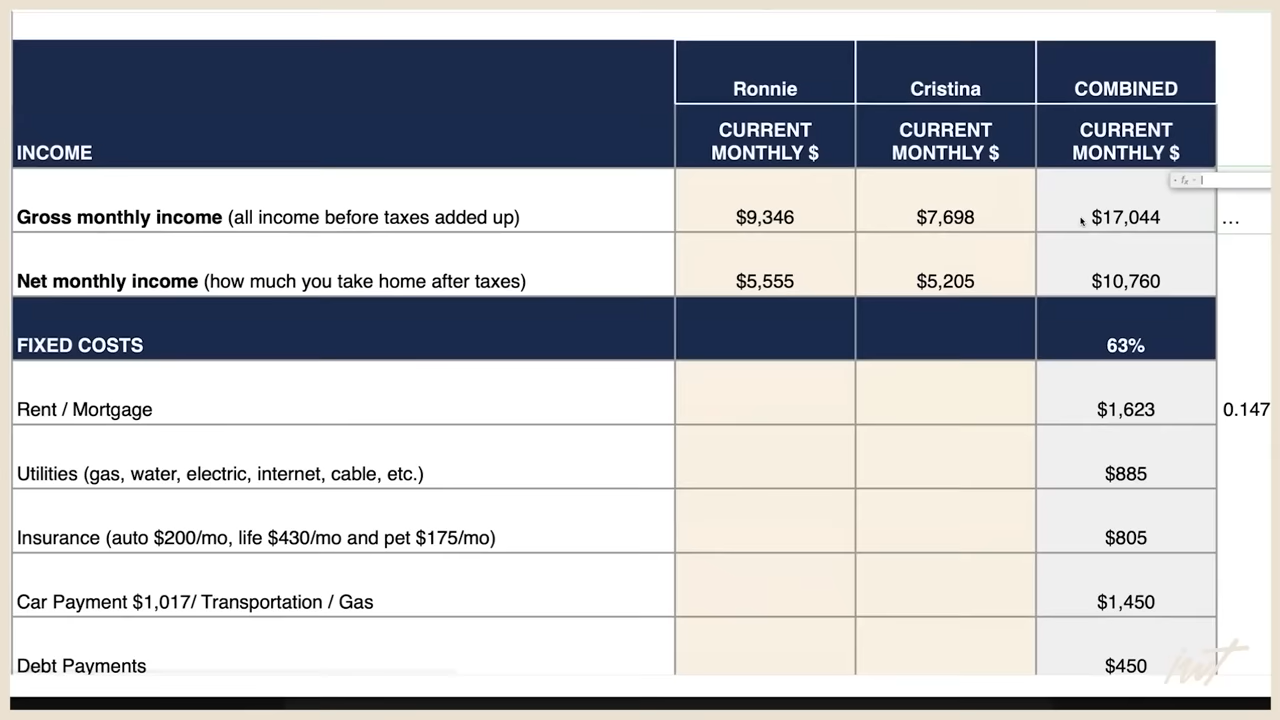 Ronnie Cristina COMBINED
INCOME CURRENT MONTHLY $ CURRENT MONTHLY $ CURRENT MONTHLY $
Gross monthly income (all income before taxes added up) $9,346 $7,698 $17,044 ...
Net monthly income (how much you take home after taxes) $5,555 $5,205 $10,760
FIXED COSTS 63%
Rent / Mortgage $1,623 0.147
Utilities (gas, water, electric, internet, cable, etc.) $885
Insurance (auto $200/mo, life $430/mo and pet $175/mo) $805
Car Payment $1,017/ Transportation / Gas $1,450
Debt Payments $450
iwt